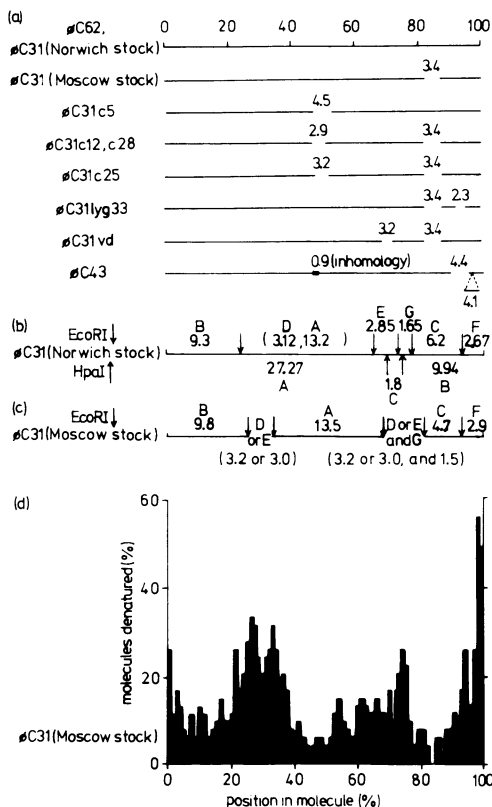 (a) 0 20 40 60 80 100
øC62,
øC31(Norwich stock)
3.4
øC31(Moscow stock)
4.5
øC31c5
2.9 3.4
øC31c12,c28
3.2 3.4
øC31c25
3.4 2.3
øC31lyg33
3.2 3.4
øC31vd
0.9(inhomology) 4.4
øC43
4.1
(b) B D A E G C F
EcoRI↓ 9.3 (3.12,13.2) 2.85 1.65 6.2 2.67
øC31(Norwich stock)
HpaI↑ 27.27 1.8 9.94
A C B
(c) EcoRI↓ B D A D or E C F
9.8 or E 13.5 and G 4.7 2.9
øC31(Moscow stock)
(3.2 or 3.0) (3.2 or 3.0, and 1.5)
(d) 60
40
20
0
molecules denatured (%)
øC31(Moscow stock)
0 20 40 60 80 100
position in molecule (%)